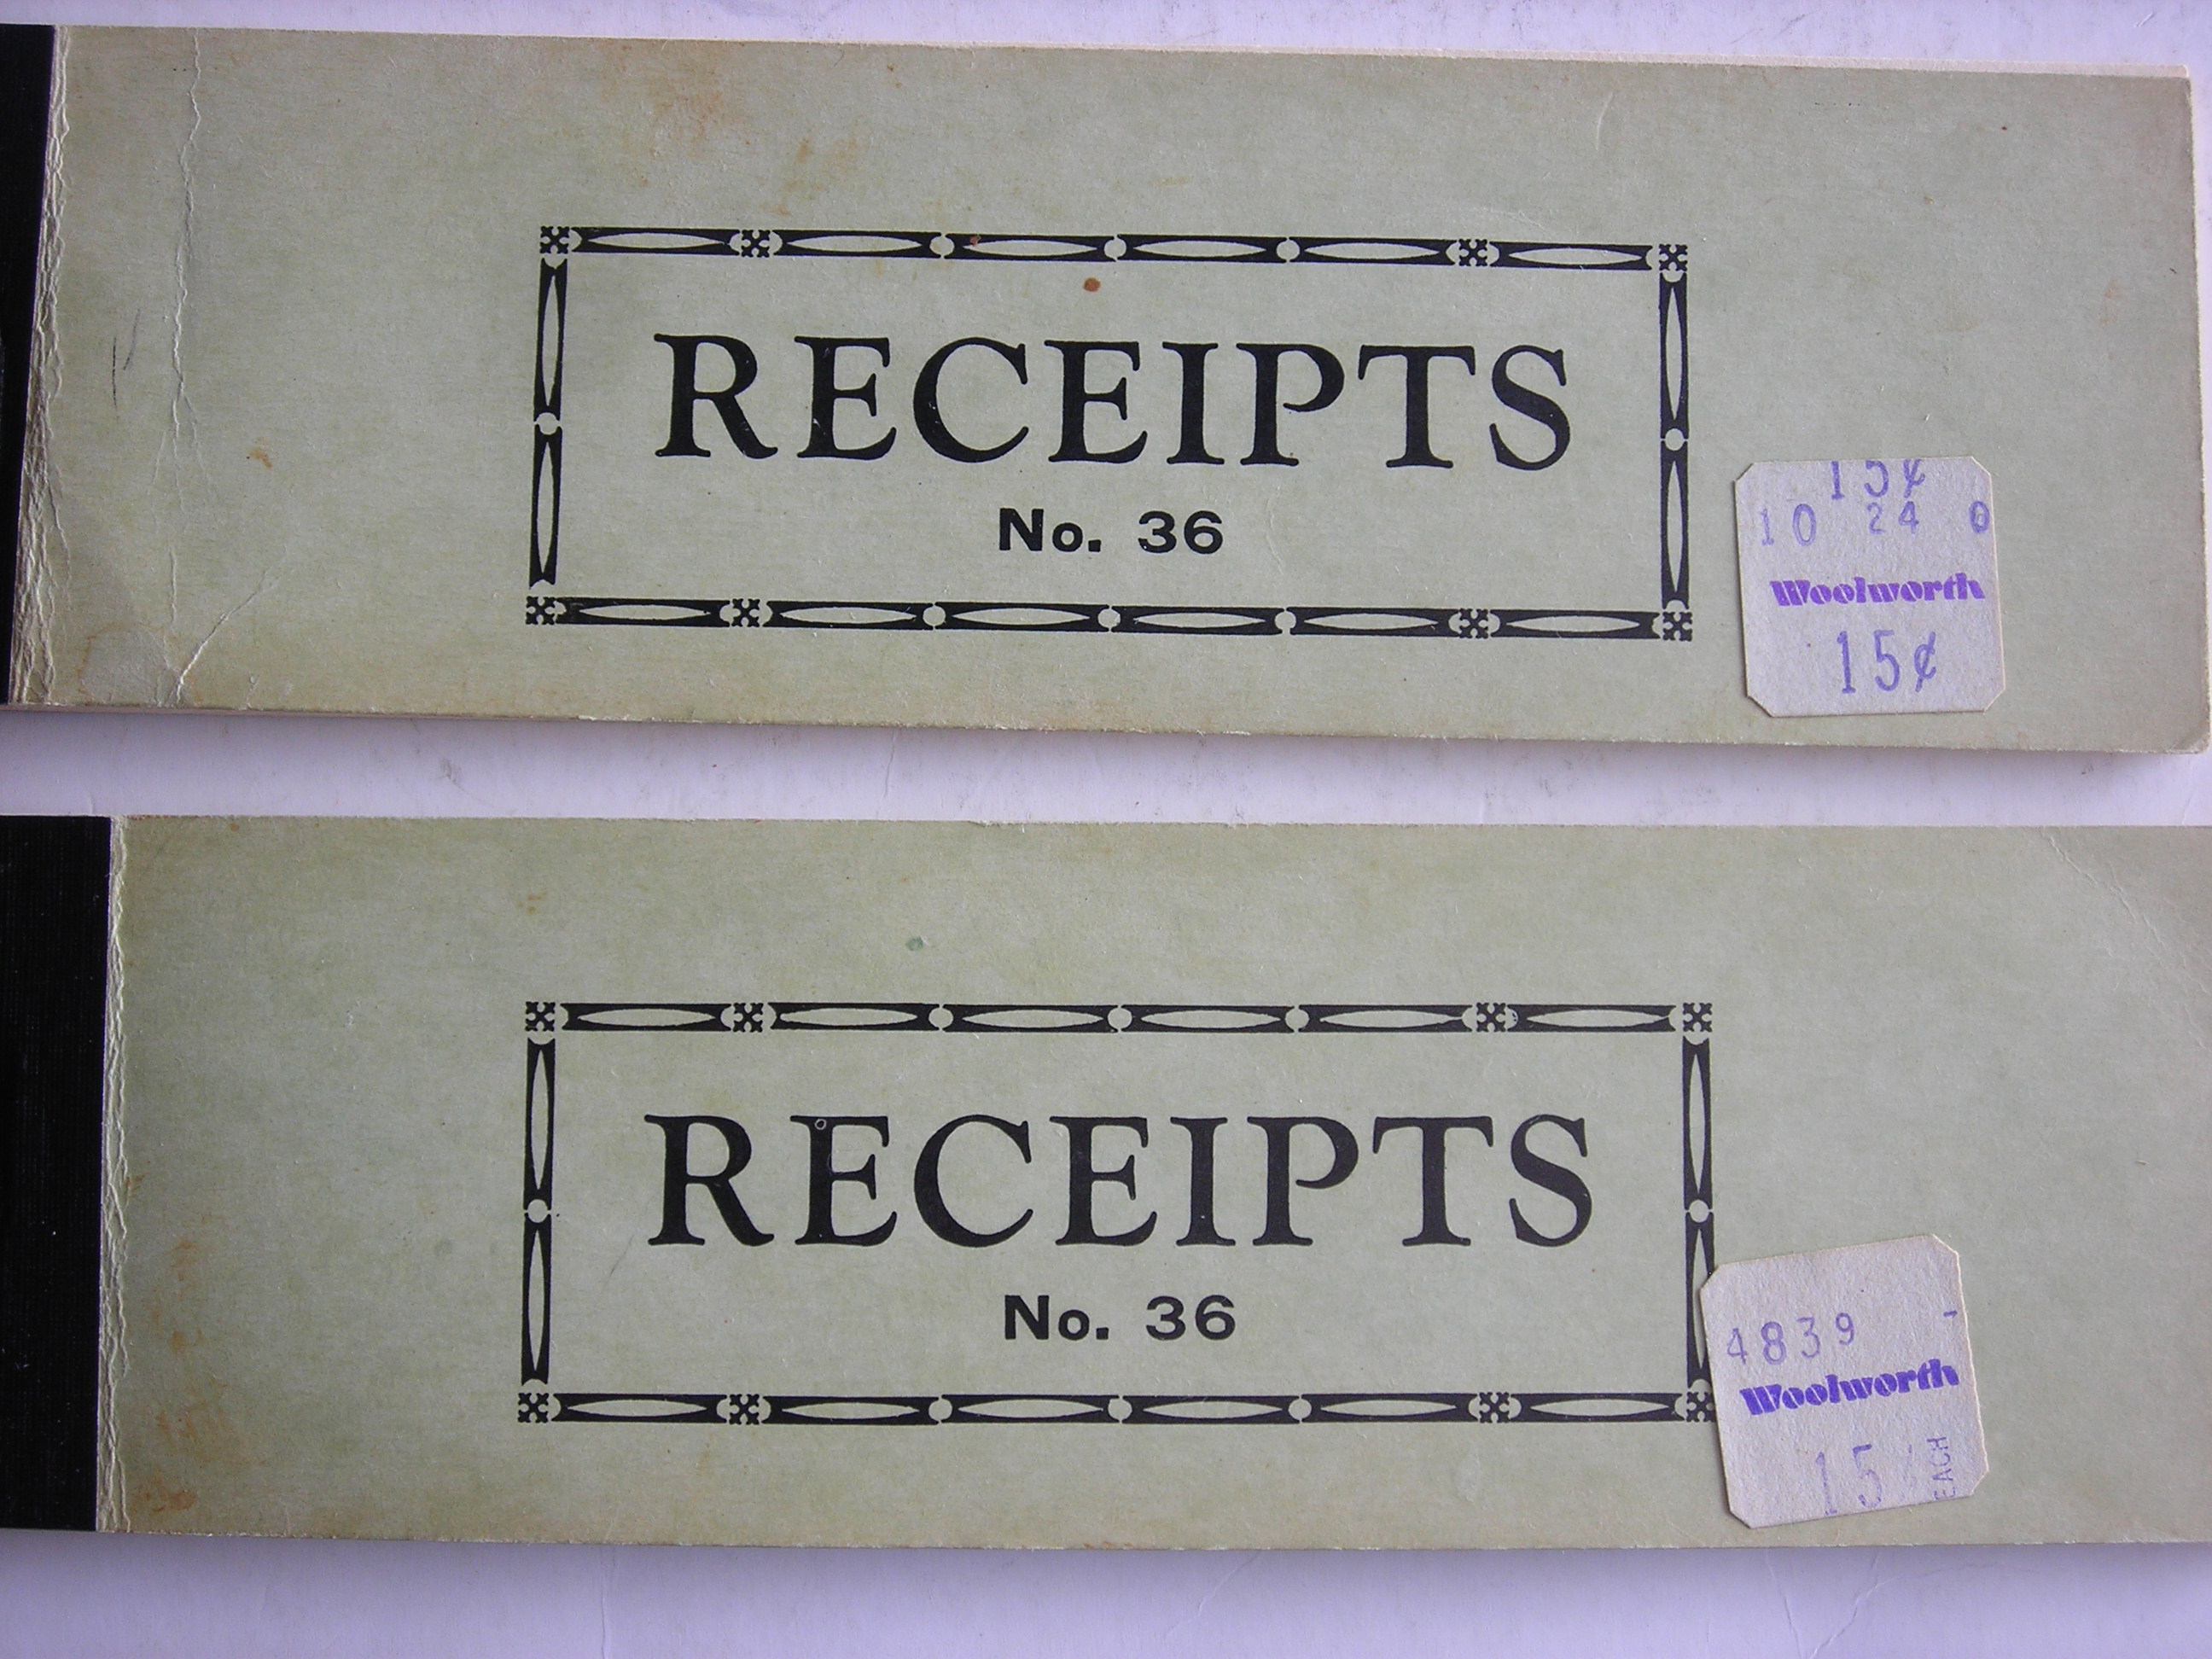 RECEIPTS
No. 36
15¢
10 24 0
Woolworth
15¢
RECEIPTS
No. 36
4839 -
Woolworth
15 EACH